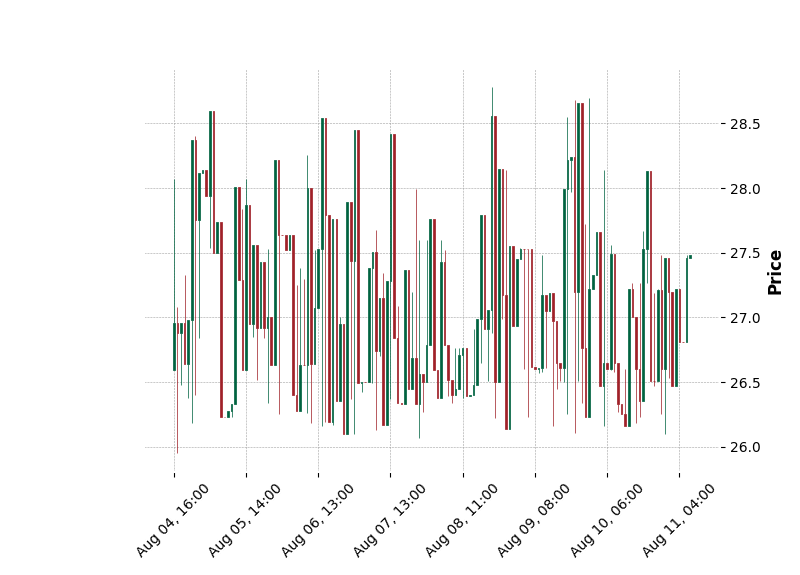 28.5
28.0
27.5
27.0
26.5
26.0
Price
Aug 04, 16:00
Aug 05, 14:00
Aug 06, 13:00
Aug 07, 13:00
Aug 08, 11:00
Aug 09, 08:00
Aug 10, 06:00
Aug 11, 04:00